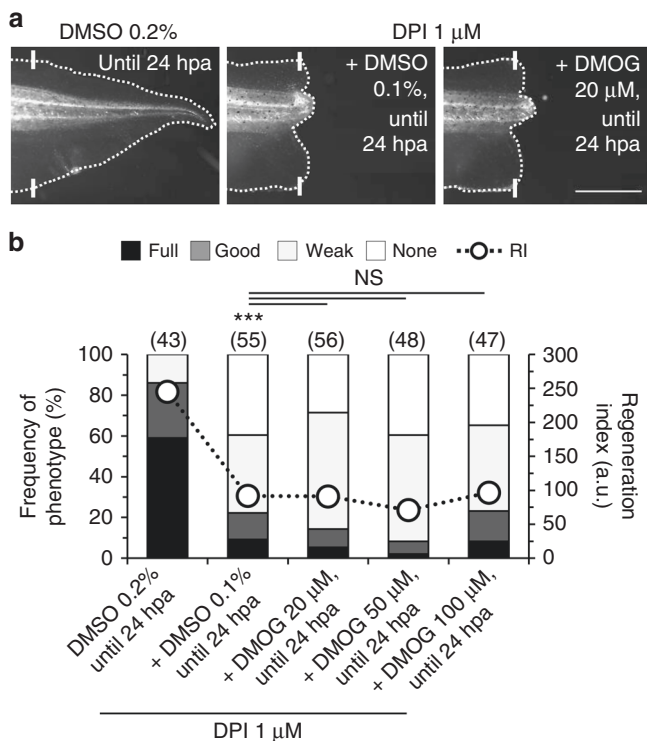 a
DMSO 0.2%
DPI 1 µM
Until 24 hpa
+ DMSO
0.1%,
until
24 hpa
+ DMOG
20 µM,
until
24 hpa
b
Full Good Weak None RI
NS
***
(43) (55) (56) (48) (47)
Frequency of
phenotype (%)
100
80
60
40
20
0
300
250
200
150
100
50
0
Regeneration
index (a.u.)
DMSO 0.2%
until 24 hpa
+ DMSO 0.1%
until 24 hpa
+ DMOG 20 µM,
until 24 hpa
+ DMOG 50 µM,
until 24 hpa
+ DMOG 100 µM,
until 24 hpa
DPI 1 µM